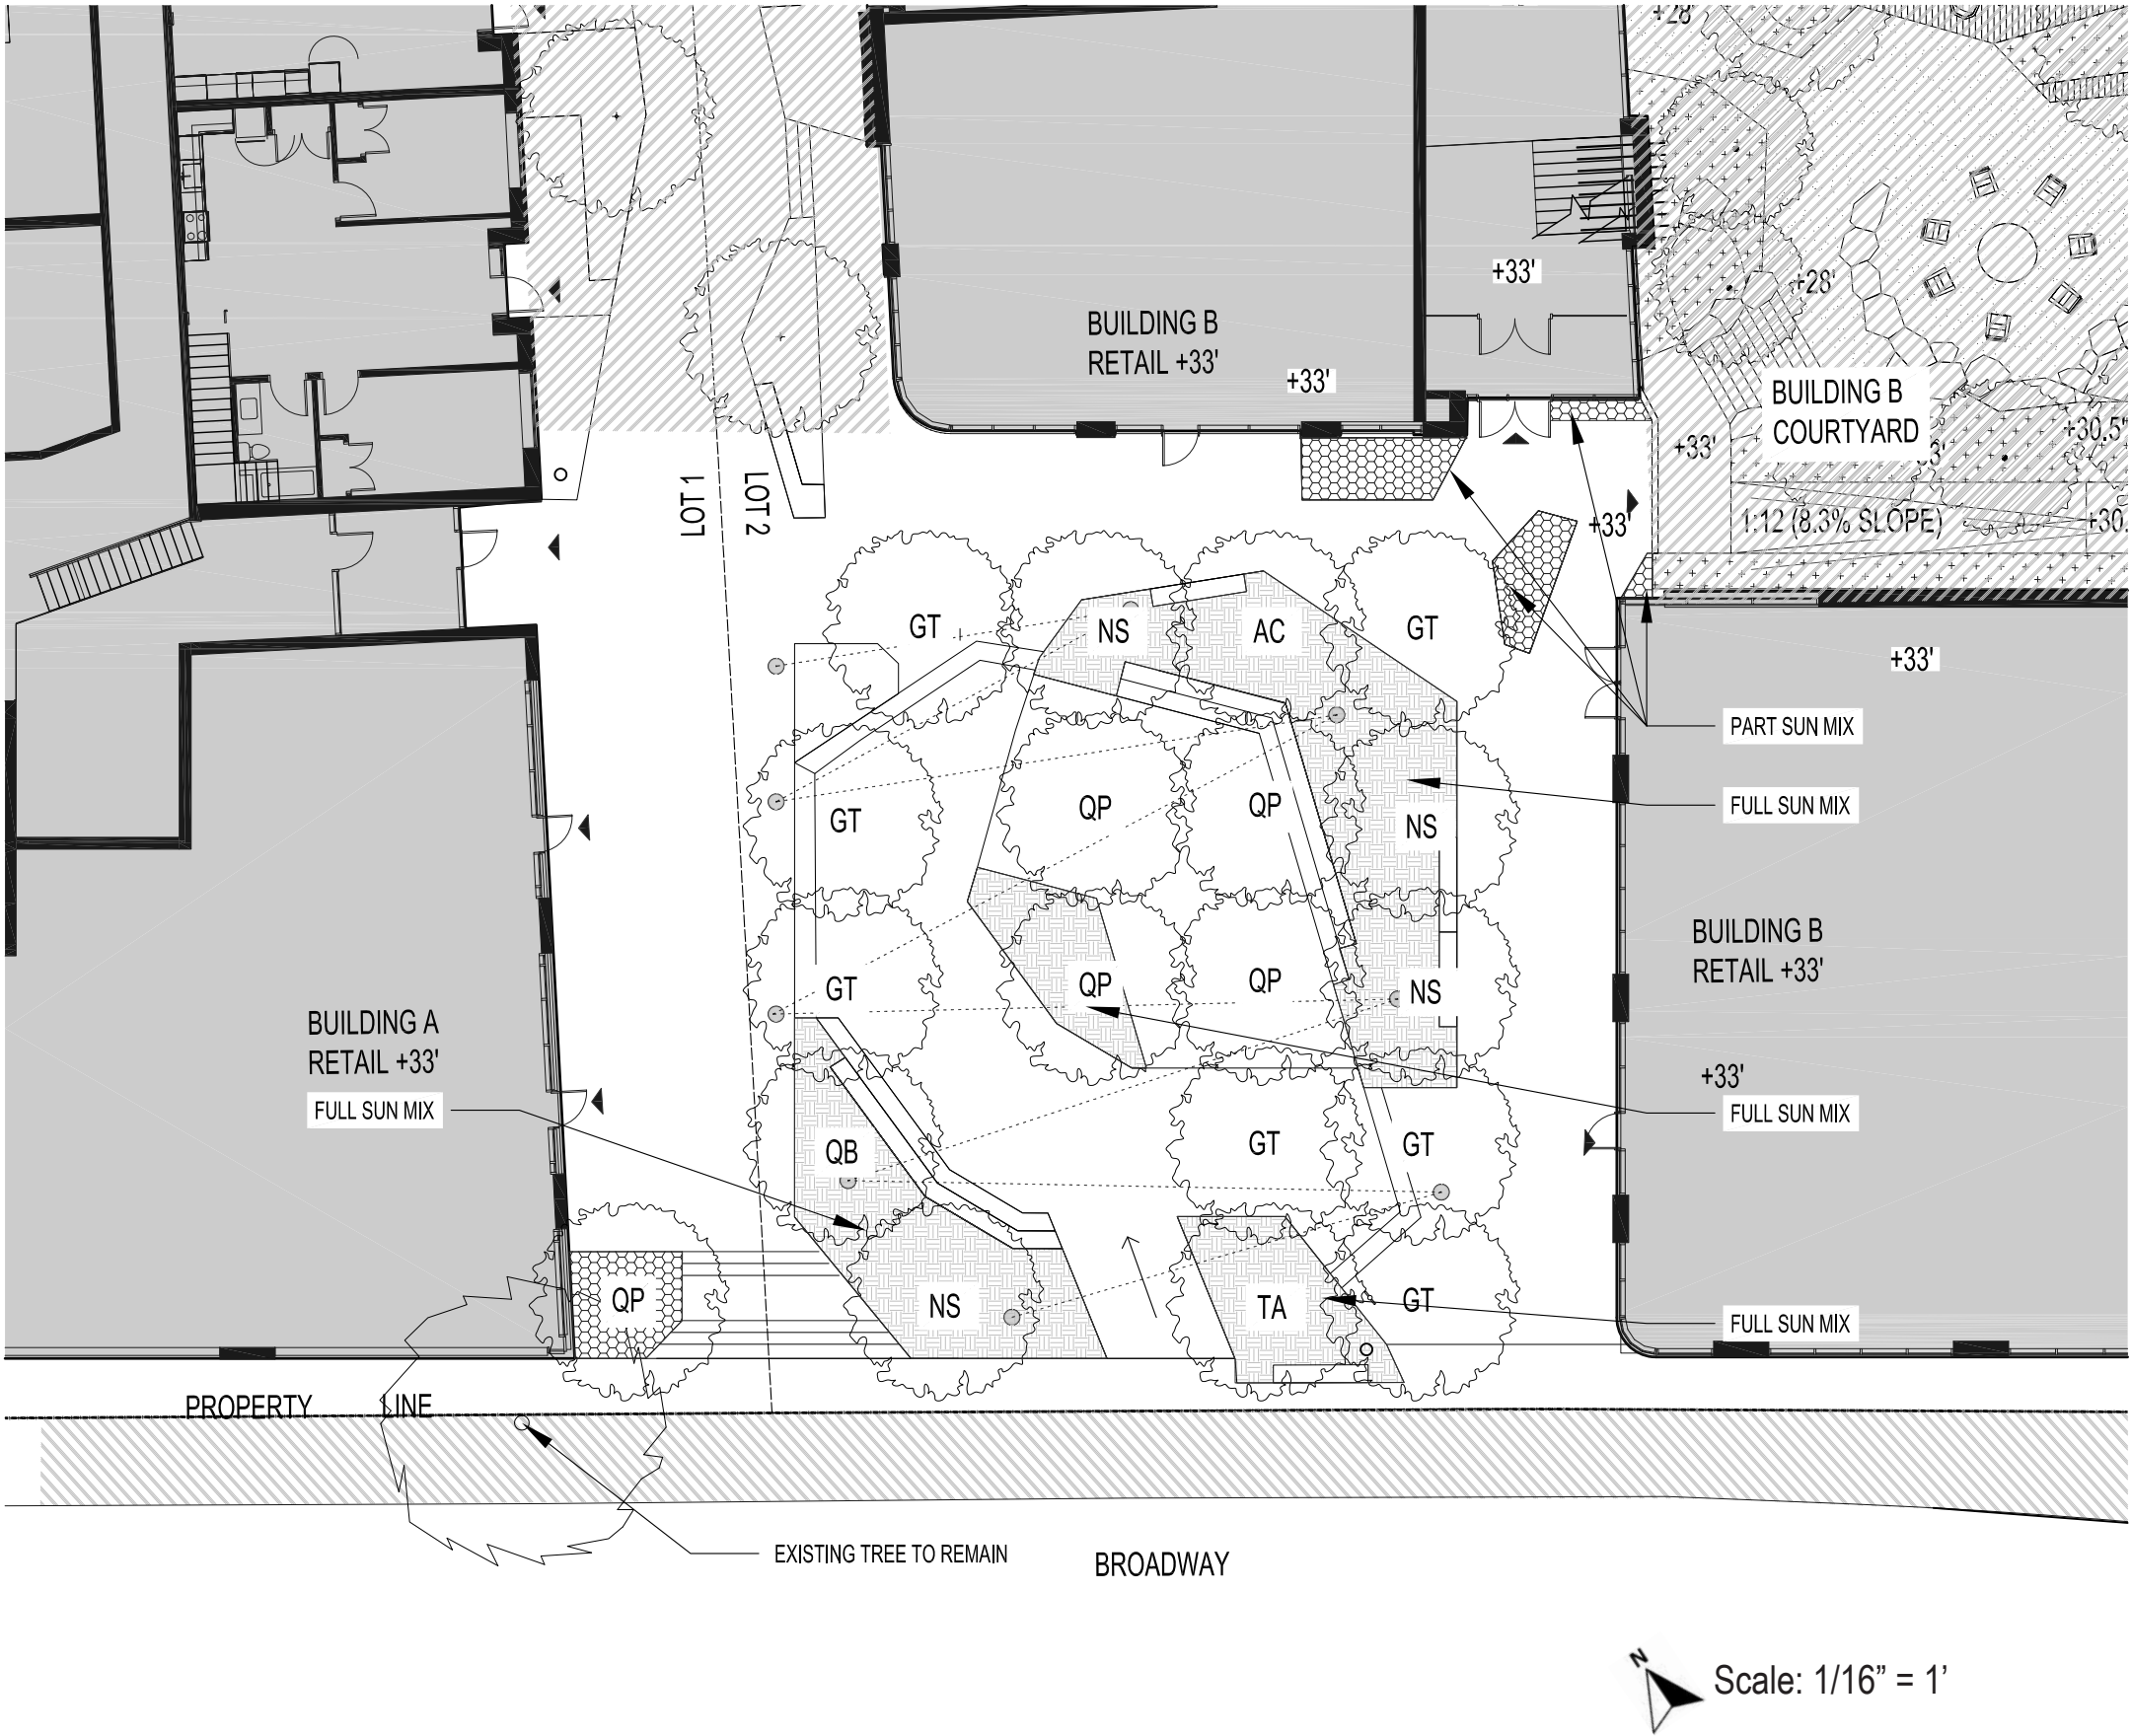 +28'
+33'
+28'
BUILDING B
RETAIL +33'
+33'
BUILDING B
COURTYARD
+30.5'
+33'
LOT 1
LOT 2
+33'
1:12 (8.3% SLOPE)
+30.
GT
NS
AC
GT
+33'
PART SUN MIX
FULL SUN MIX
GT
QP
QP
NS
GT
QP
QP
NS
BUILDING B
RETAIL +33'
BUILDING A
RETAIL +33'
FULL SUN MIX
+33'
FULL SUN MIX
QB
GT
GT
QP
NS
TA
GT
FULL SUN MIX
PROPERTY LINE
EXISTING TREE TO REMAIN
BROADWAY
N
Scale: 1/16” = 1’